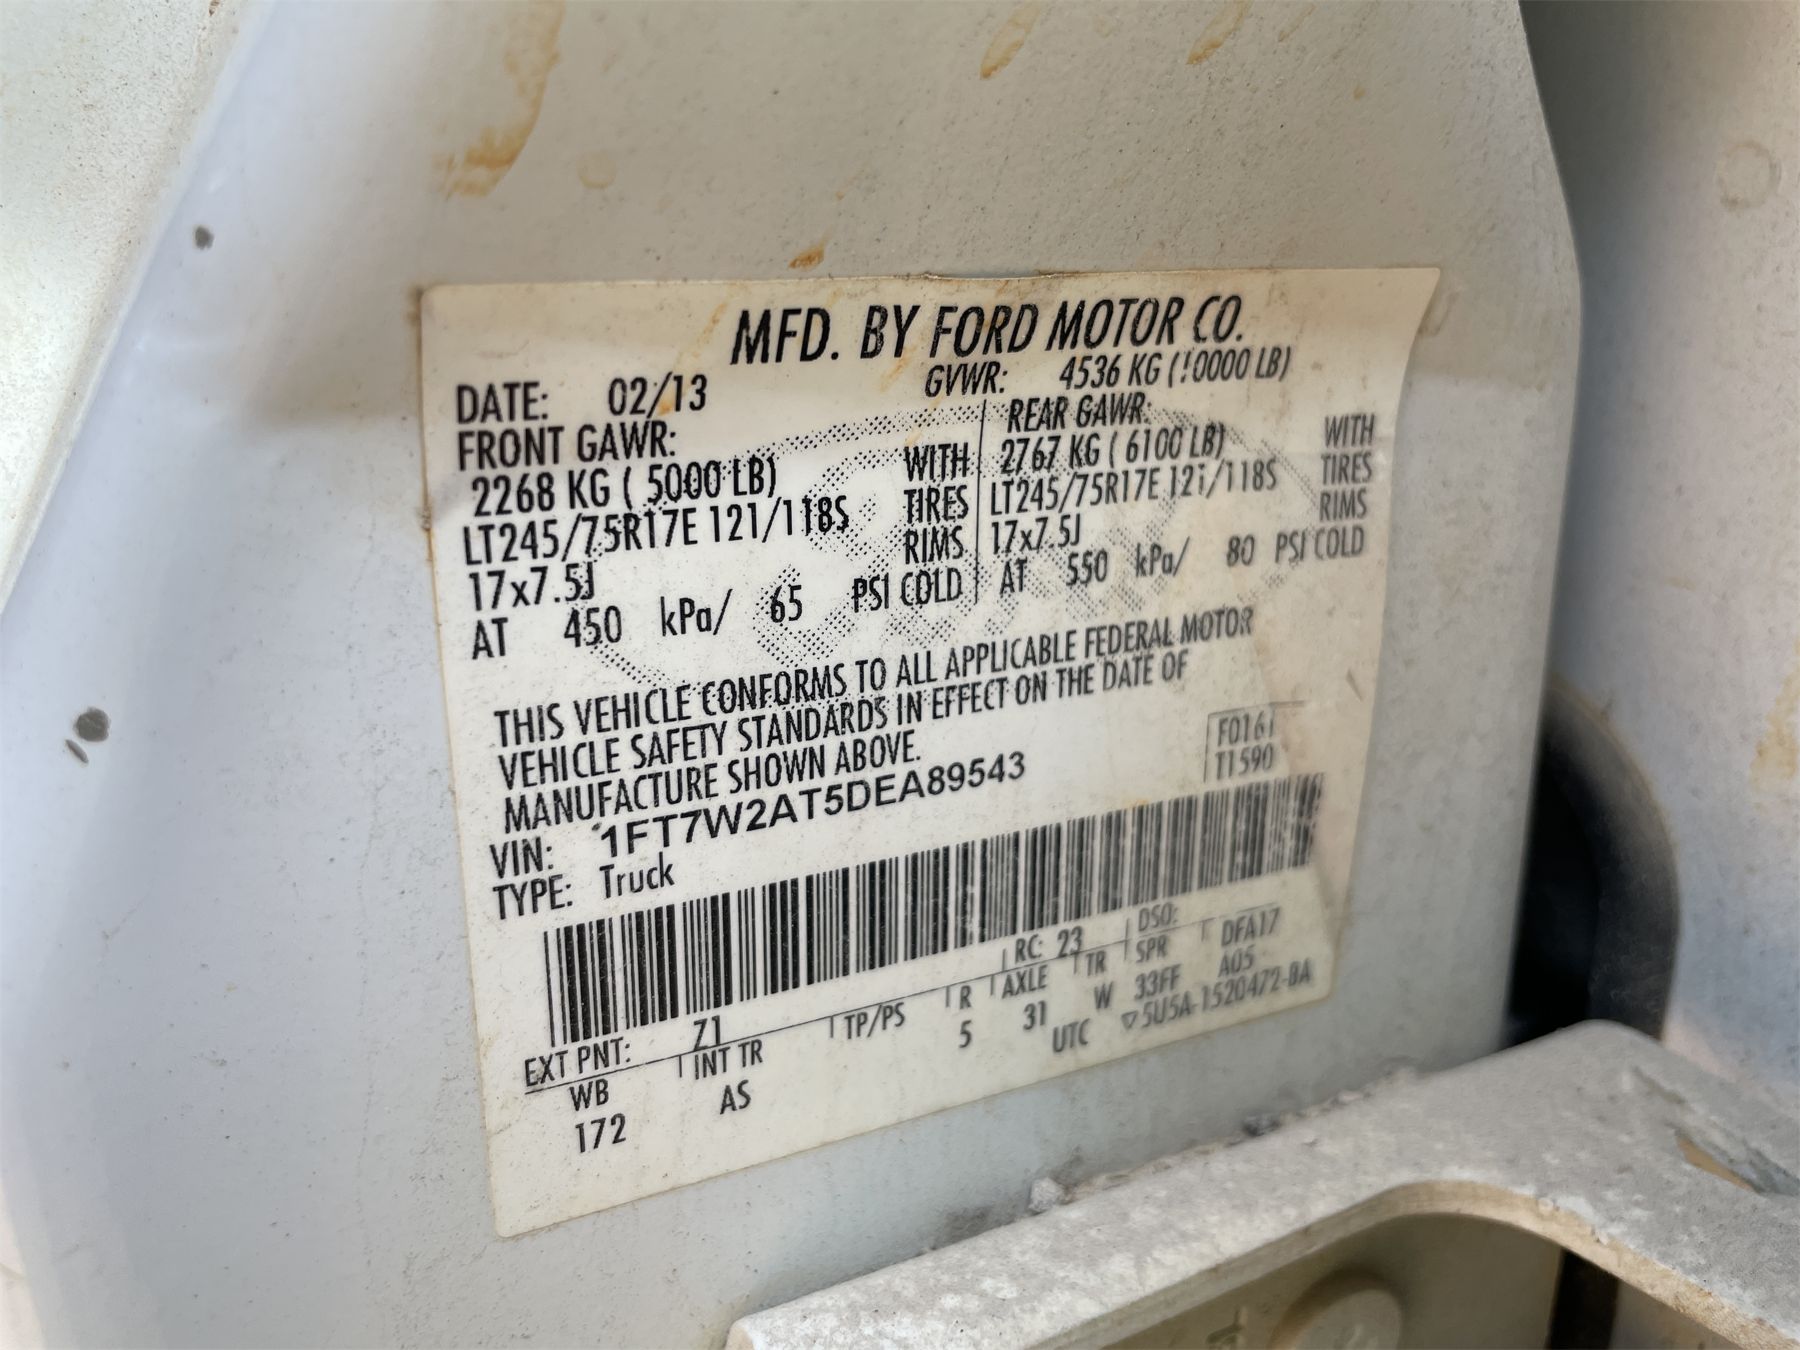 MFD. BY FORD MOTOR CO.
DATE: 02/13 GVWR: 4536 KG (10000 LB)
FRONT GAWR: REAR GAWR:
2268 KG ( 5000 LB) WITH 2767 KG ( 6100 LB) WITH
LT245/75R17E 121/118S TIRES LT245/75R17E 121/118S TIRES
17x7.5J RIMS 17x7.5J RIMS
AT 450 kPa/ 65 PSI COLD AT 550 kPa/ 80 PSI COLD
THIS VEHICLE CONFORMS TO ALL APPLICABLE FEDERAL MOTOR
VEHICLE SAFETY STANDARDS IN EFFECT ON THE DATE OF
MANUFACTURE SHOWN ABOVE.
VIN: 1FT7W2AT5DEA89543
F0161
T1590
TYPE: Truck
EXT PNT: Z1 RC: 23 DSO:
WB INT TR TP/PS R AXLE TR SPR DFA17
172 AS 5 31 W 33FF A05
UTC ▽5U5A-1520472-BA